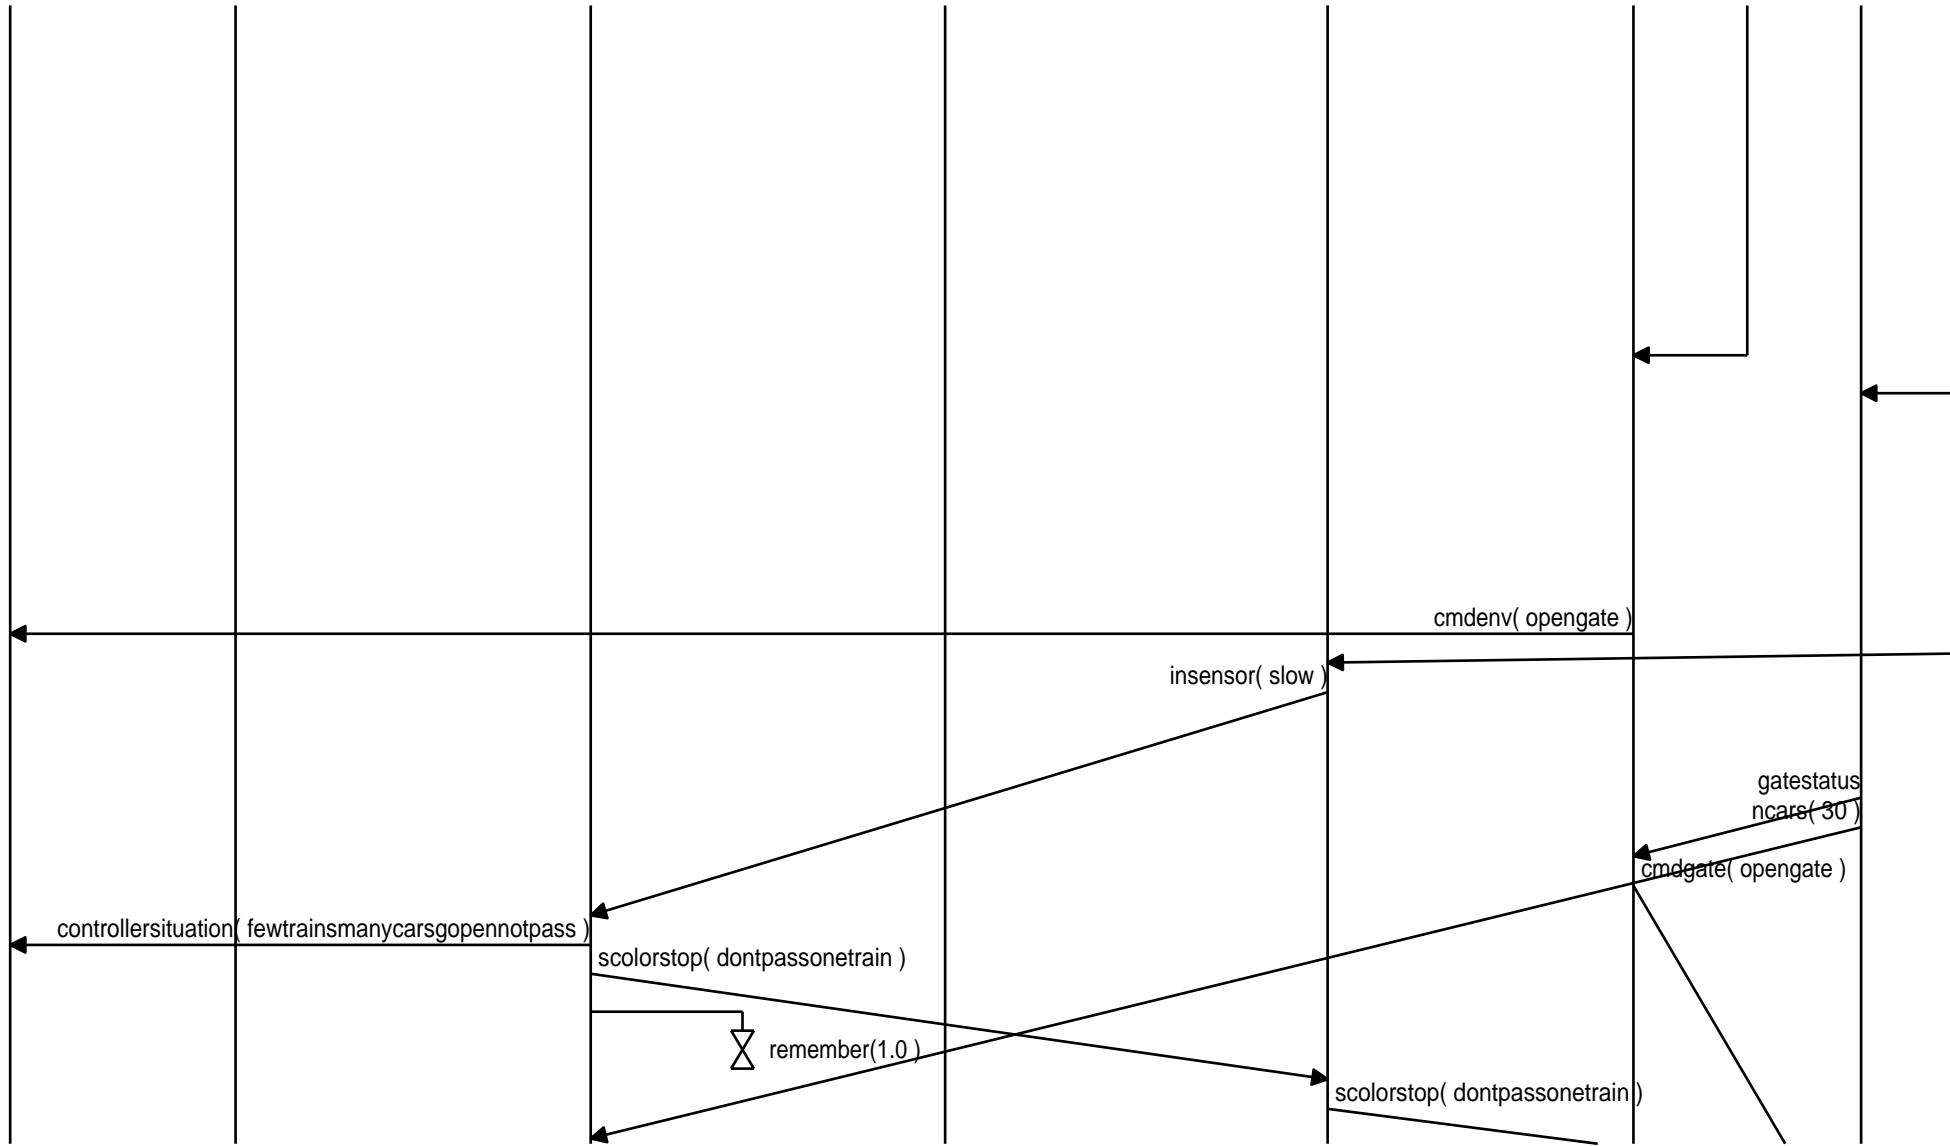 cmdenv( opengate )
insensor( slow )
gatestatus
ncars( 30 )
cmdgate( opengate )
controllersituation( fewtrainsmanycarsgopennotpass )
scolorstop( dontpassonetrain )
remember(1.0 )
scolorstop( dontpassonetrain )